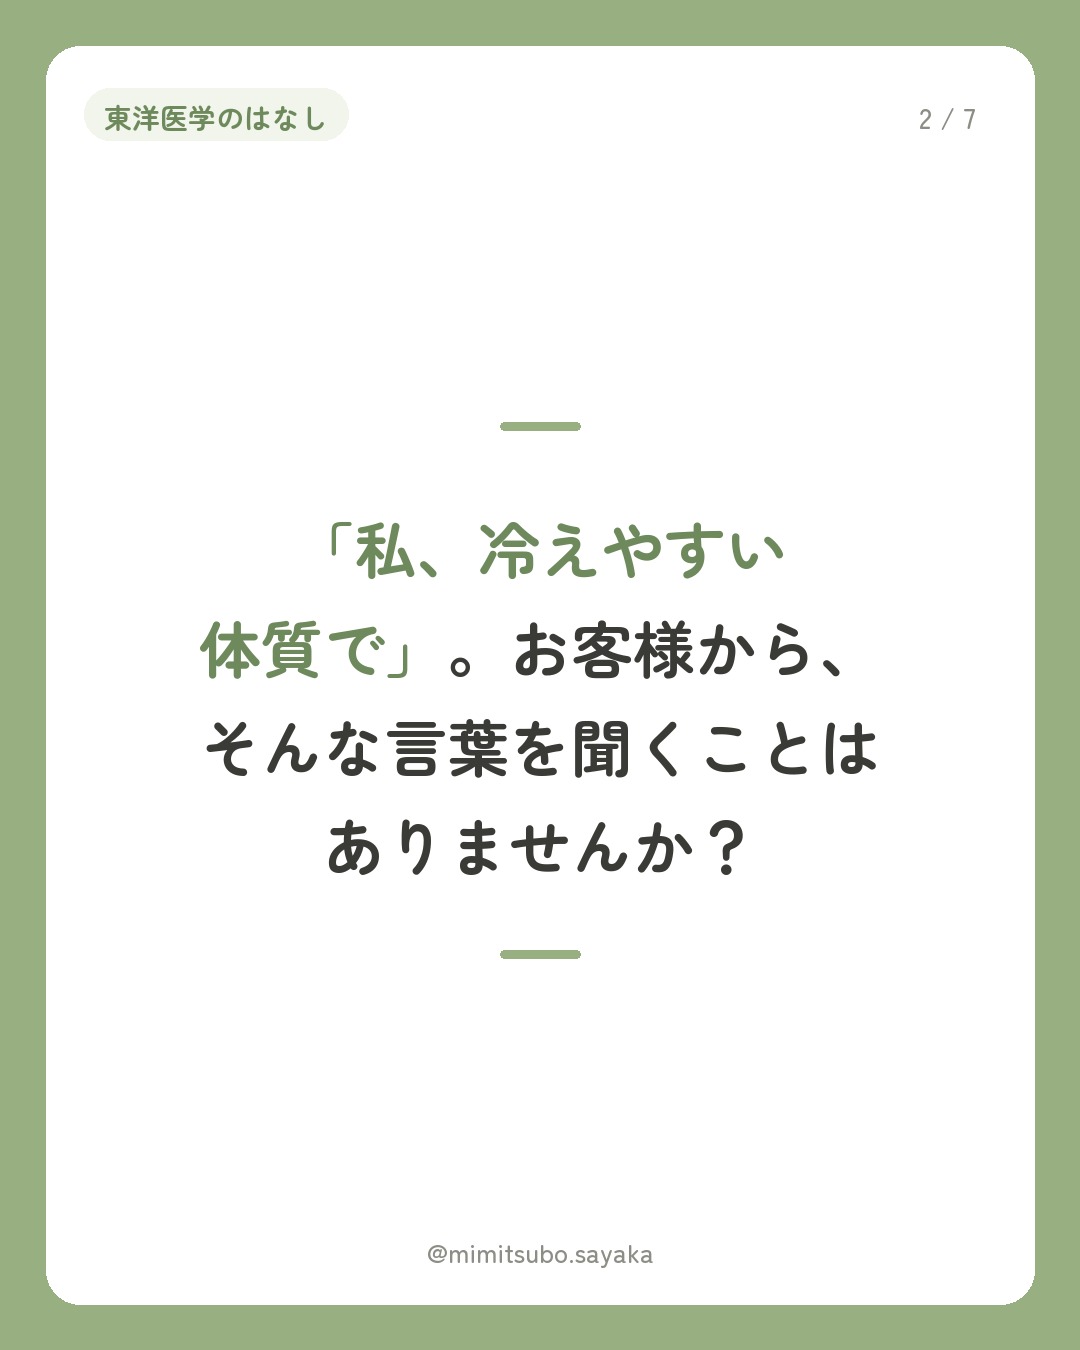 東洋医学のはなし
2 / 7
「私、冷えやすい
体質で」。お客様から、
そんな言葉を聞くことは
ありませんか？
@mimitsubo.sayaka